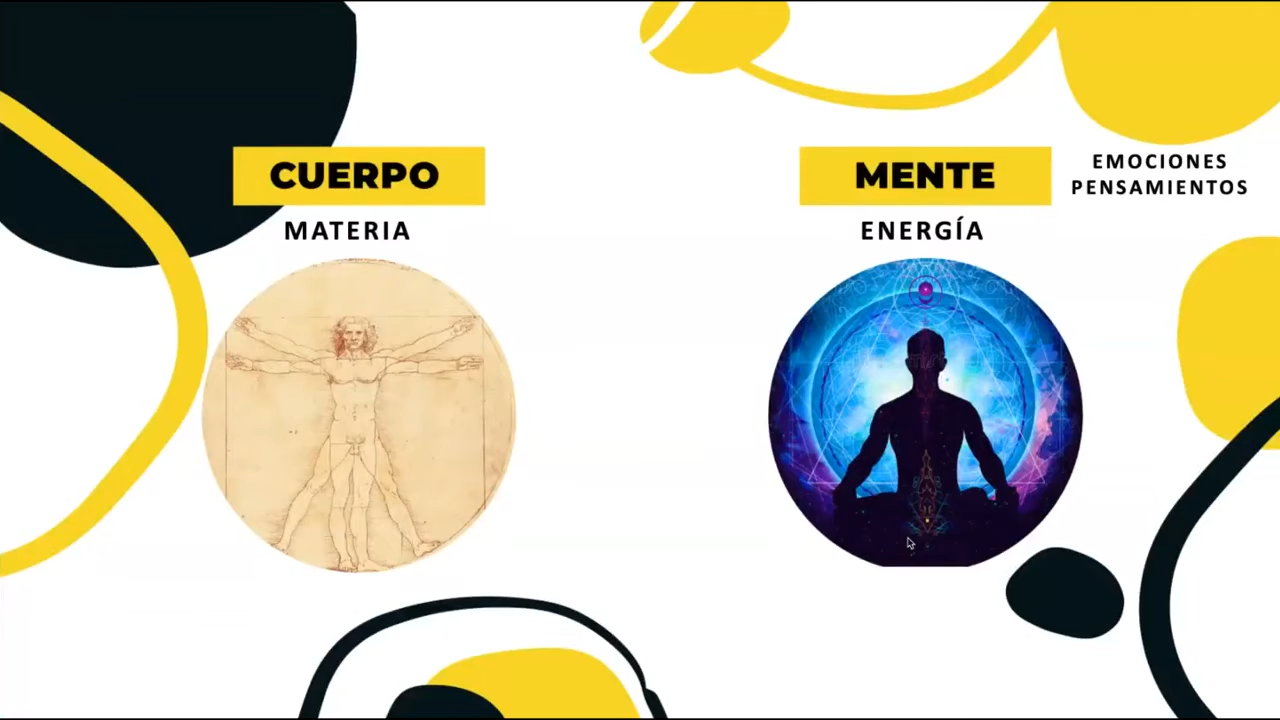 CUERPO
MATERIA
MENTE
ENERGÍA
EMOCIONES
PENSAMIENTOS